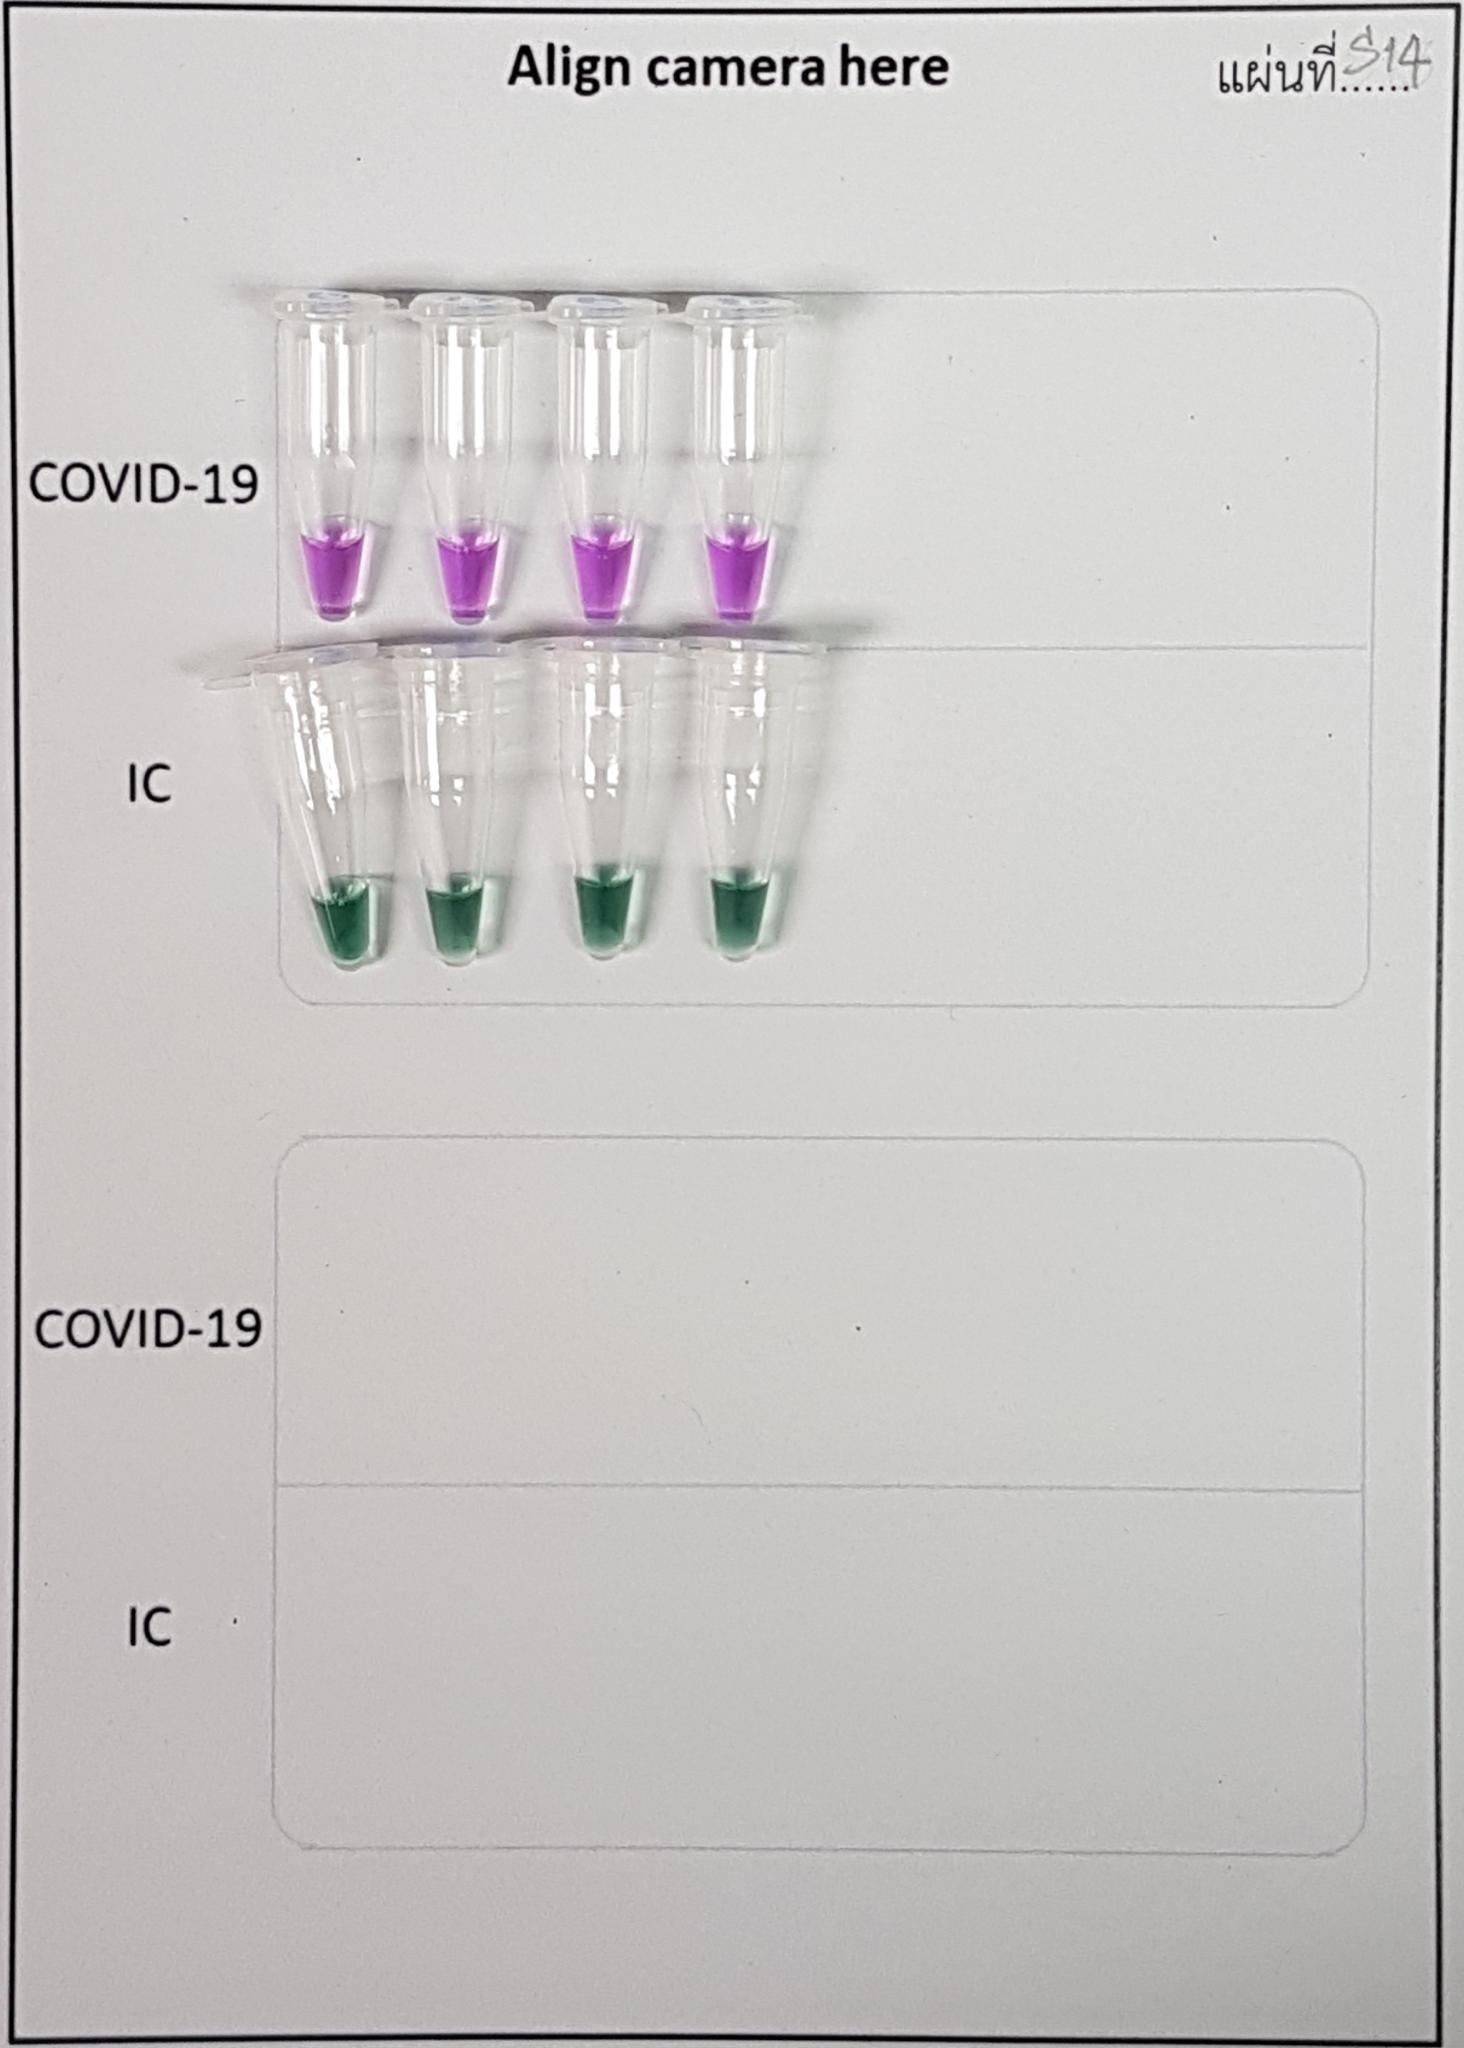 Align camera here
แผ่นที่......S14
COVID-19
IC
COVID-19
IC